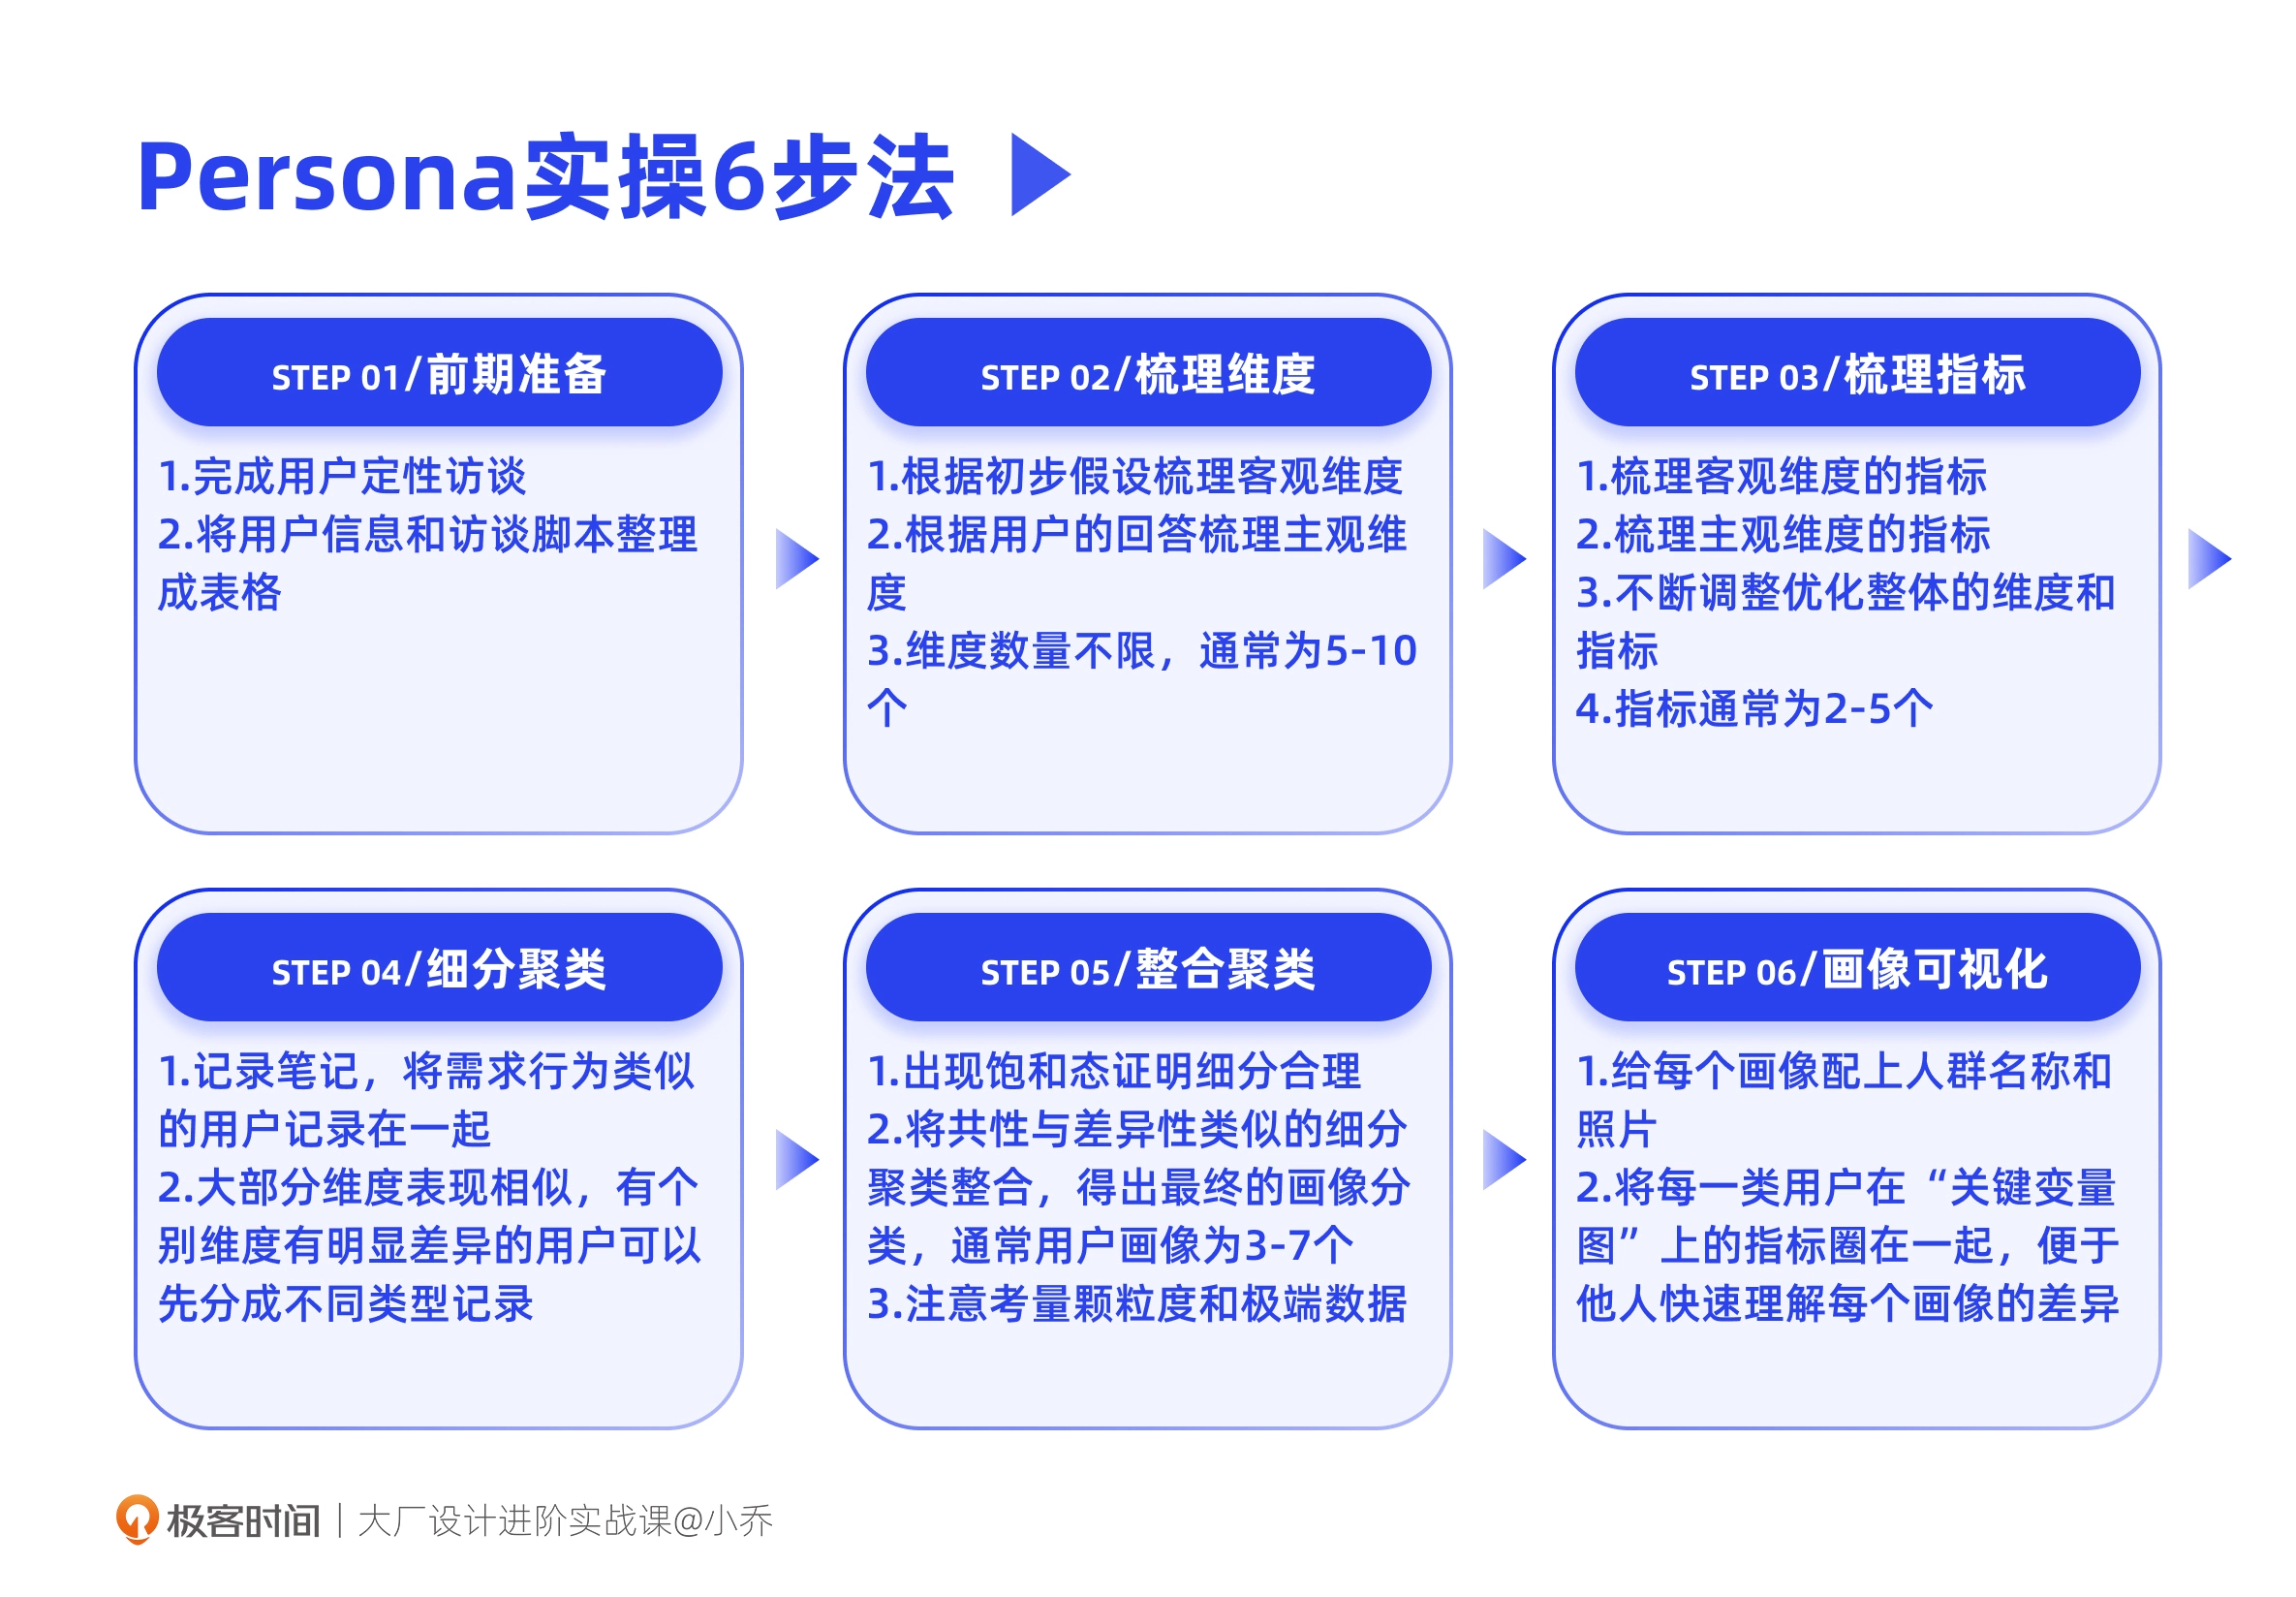 Persona实操6步法
STEP 01/前期准备
1.完成用户定性访谈
2.将用户信息和访谈脚本整理
成表格
STEP 02/梳理维度
1.根据初步假设梳理客观维度
2.根据用户的回答梳理主观维
度
3.维度数量不限，通常为5-10
个
STEP 03/梳理指标
1.梳理客观维度的指标
2.梳理主观维度的指标
3.不断调整优化整体的维度和
指标
4.指标通常为2-5个
STEP 04/细分聚类
1.记录笔记，将需求行为类似
的用户记录在一起
2.大部分维度表现相似，有个
别维度有明显差异的用户可以
先分成不同类型记录
STEP 05/整合聚类
1.出现饱和态证明细分合理
2.将共性与差异性类似的细分
聚类整合，得出最终的画像分
类，通常用户画像为3-7个
3.注意考量颗粒度和极端数据
STEP 06/画像可视化
1.给每个画像配上人群名称和
照片
2.将每一类用户在“关键变量
图”上的指标圈在一起，便于
他人快速理解每个画像的差异
极客时间｜大厂设计进阶实战课@小乔